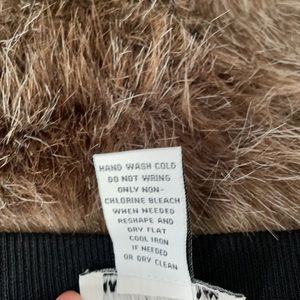 HAND WASH COLD
DO NOT WRING
ONLY NON-
CHLORINE BLEACH
WHEN NEEDED
RESHAPE AND
DRY FLAT
COOL IRON
IF NEEDED
OR DRY CLEAN